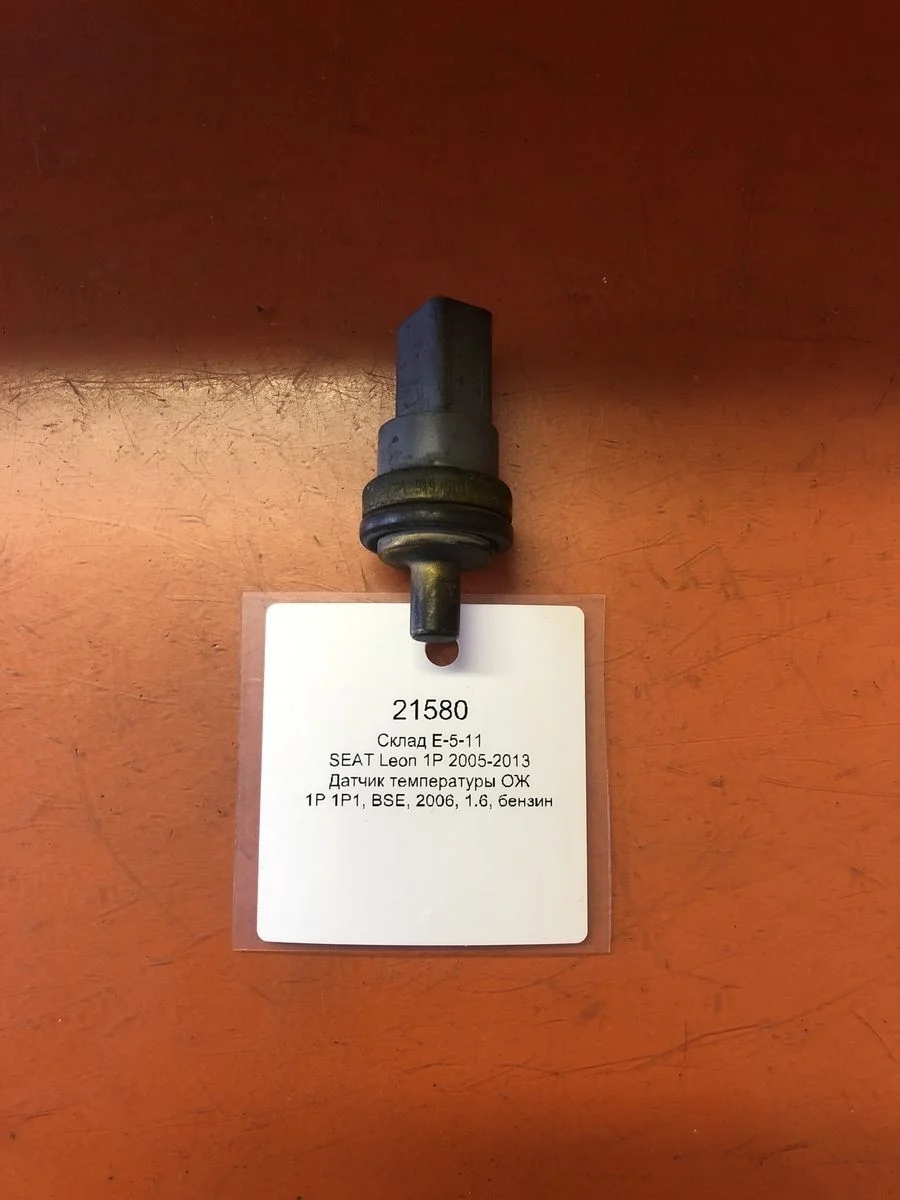 21580
Склад E-5-11
SEAT Leon 1P 2005-2013
Датчик температуры ОЖ
1P 1P1, BSE, 2006, 1.6, бензин